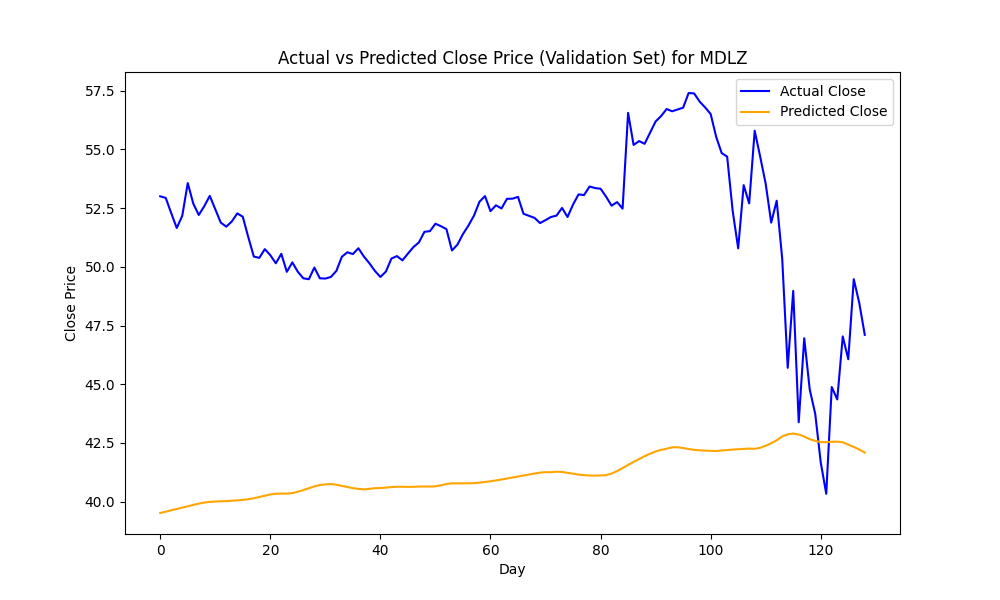 Actual vs Predicted Close Price (Validation Set) for MDLZ
Actual Close
Predicted Close
Close Price
57.5
55.0
52.5
50.0
47.5
45.0
42.5
40.0
0 20 40 60 80 100 120
Day